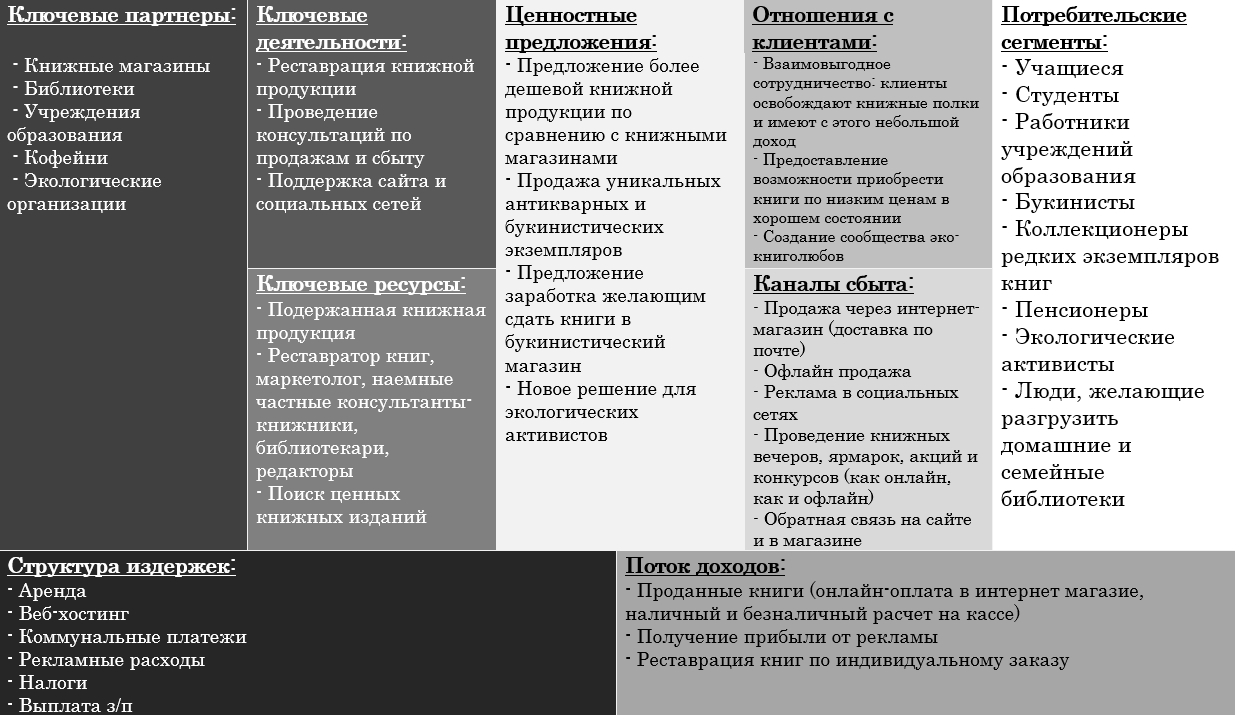 Ключевые партнеры:
- Книжные магазины
- Библиотеки
- Учреждения
образования
- Кофейни
- Экологические
организации
Ключевые
деятельности:
- Реставрация книжной
продукции
- Проведение
консультаций по
продажам и сбыту
- Поддержка сайта и
социальных сетей
Ключевые ресурсы:
- Подержанная книжная
продукция
- Реставратор книг,
маркетолог, наемные
частные консультанты-
книжники,
библиотекари,
редакторы
- Поиск ценных
книжных изданий
Ценностные
предложения:
- Предложение более
дешевой книжной
продукции по
сравнению с книжными
магазинами
- Продажа уникальных
антикварных и
букинистических
экземпляров
- Предложение
заработка желающим
сдать книги в
букинистический
магазин
- Новое решение для
экологических
активистов
Отношения с
клиентами:
- Взаимовыгодное
сотрудничество: клиенты
освобождают книжные полки
и имеют с этого небольшой
доход
- Предоставление
возможности приобрести
книги по низким ценам в
хорошем состоянии
- Создание сообщества эко-
книголюбов
Каналы сбыта:
- Продажа через интернет-
магазин (доставка по
почте)
- Офлайн продажа
- Реклама в социальных
сетях
- Проведение книжных
вечеров, ярмарок, акций и
конкурсов (как онлайн,
как и офлайн)
- Обратная связь на сайте
и в магазине
Потребительские
сегменты:
- Учащиеся
- Студенты
- Работники
учреждений
образования
- Букинисты
- Коллекционеры
редких экземпляров
книг
- Пенсионеры
- Экологические
активисты
- Люди, желающие
разгрузить
домашние и
семейные
библиотеки
Структура издержек:
- Аренда
- Веб-хостинг
- Коммунальные платежи
- Рекламные расходы
- Налоги
- Выплата з/п
Поток доходов:
- Проданные книги (онлайн-оплата в интернет магазие,
наличный и безналичный расчет на кассе)
- Получение прибыли от рекламы
- Реставрация книг по индивидуальному заказу